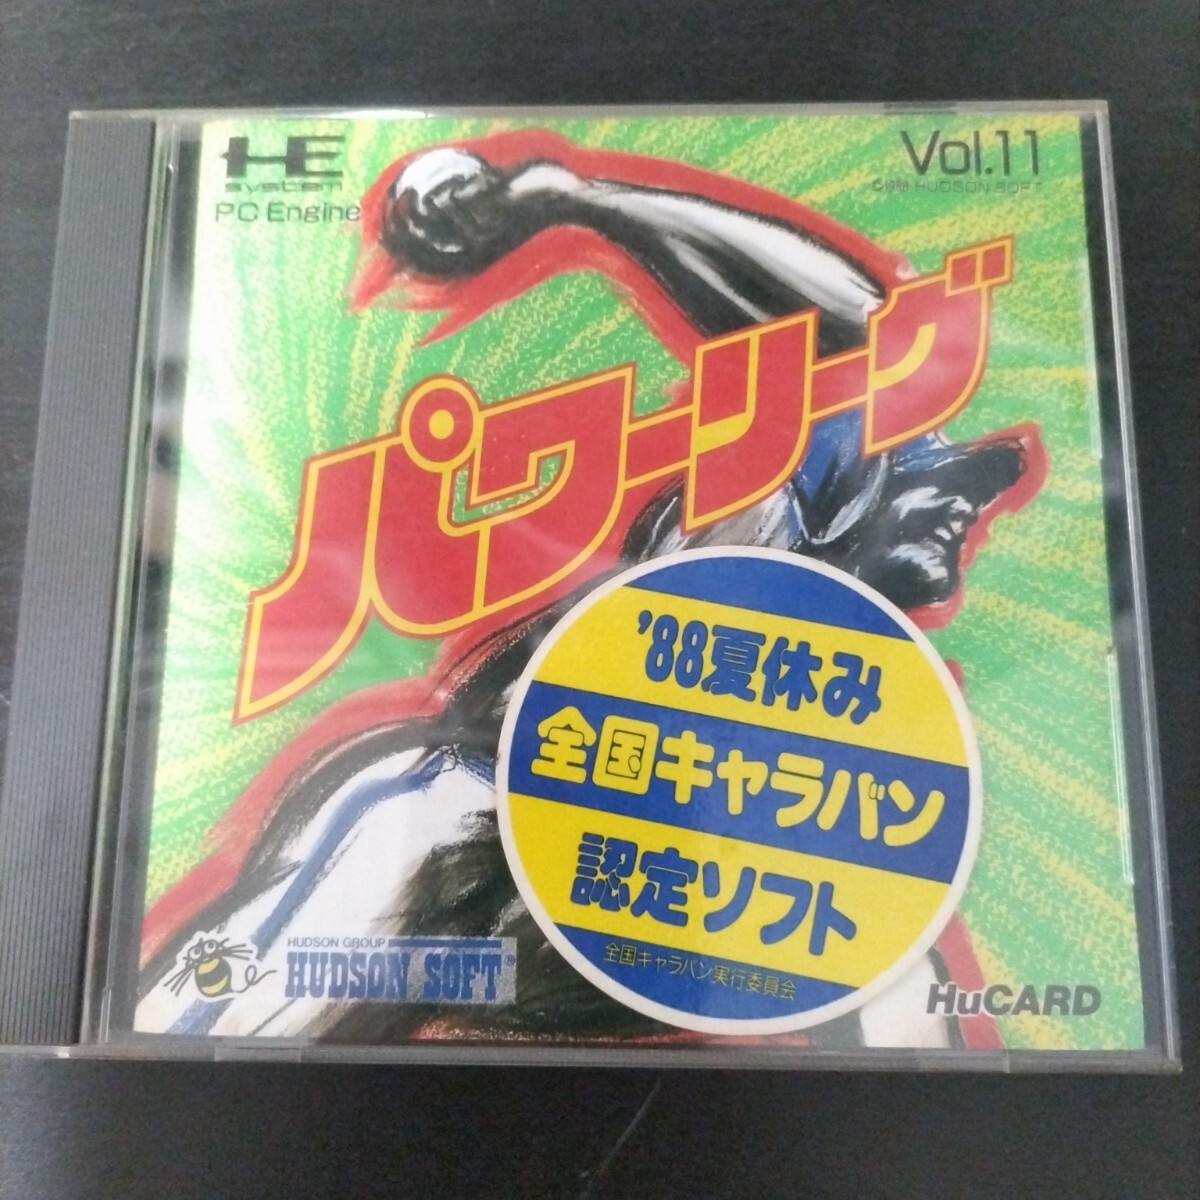 HE
system
PC Engine
Vol.11
©1988 HUDSON SOFT
パワーリーグ
'88夏休み
全国キャラバン
認定ソフト
全国キャラバン実行委員会
HUDSON GROUP
HUDSON SOFT®
HuCARD